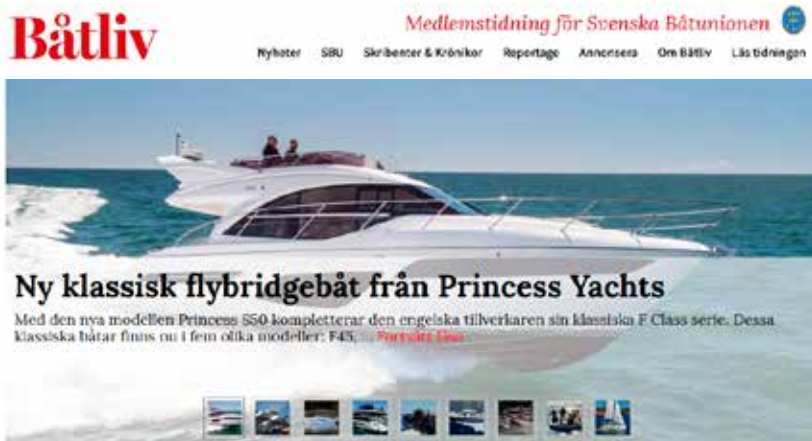 Båtliv
Medlemstidning för Svenska Båtunionen
Nyheter SBU Skribenter & Krönikor Reportage Annonsera Om Båtliv Läs tidningen
Ny klassisk flybridgebåt från Princess Yachts
Med den nya modellen Princess S50 kompletterar den engelska tillverkaren sin klassiska F Class serie. Dessa
klassiska båtar finns nu i fem olika modeller: F45, ...